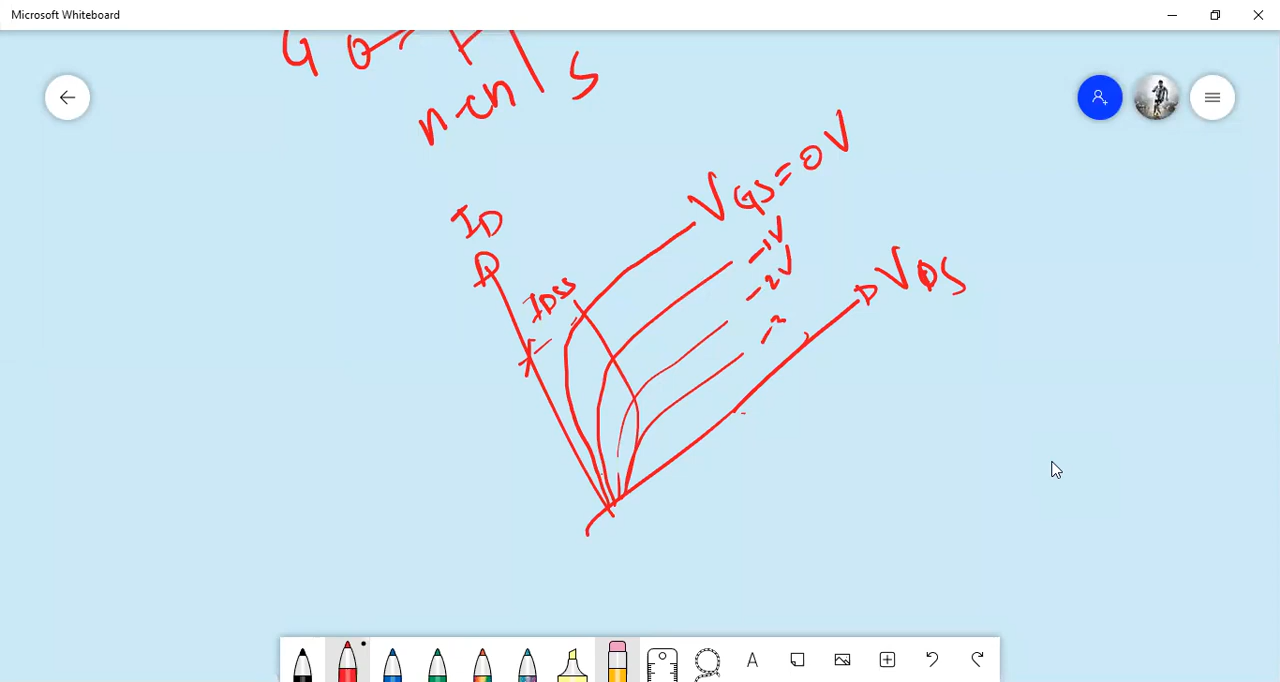 Microsoft Whiteboard
G
n-ch
S
ID
IDSS
VGS=0V
-1V
-2V
VDS
A